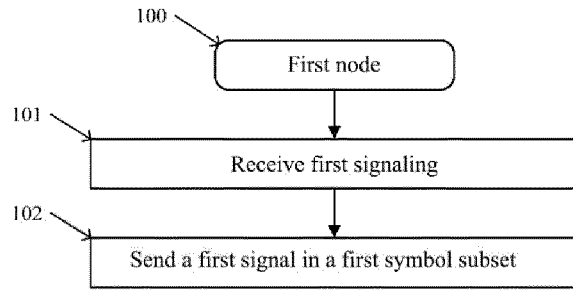 100
First node
101
Receive first signaling
102
Send a first signal in a first symbol subset